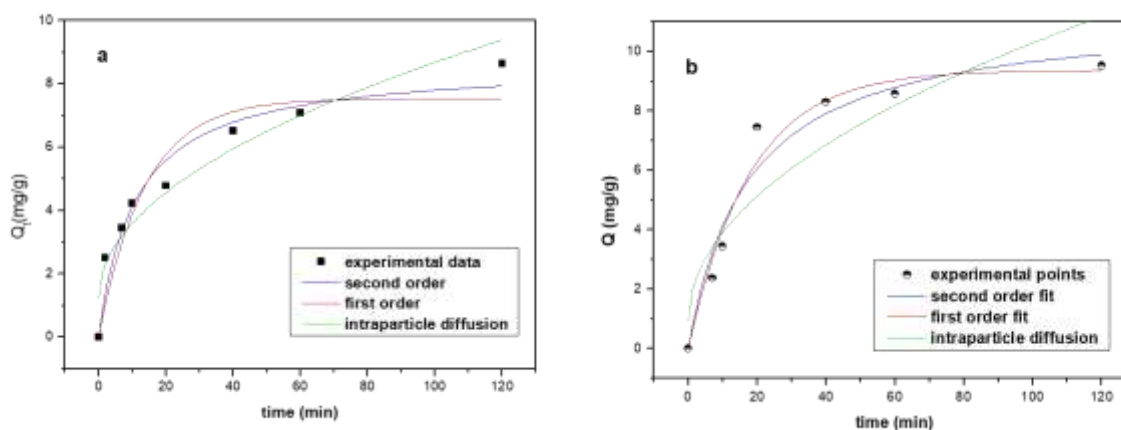 a
10
8
6
4
2
0
Qt(mg/g)
experimental data
second order
first order
intraparticle diffusion
0 20 40 60 80 100 120
time (min)
b
10
8
6
4
2
0
Q (mg/g)
experimental points
second order fit
first order fit
intraparticle diffusion
0 20 40 60 80 100 120
time (min)